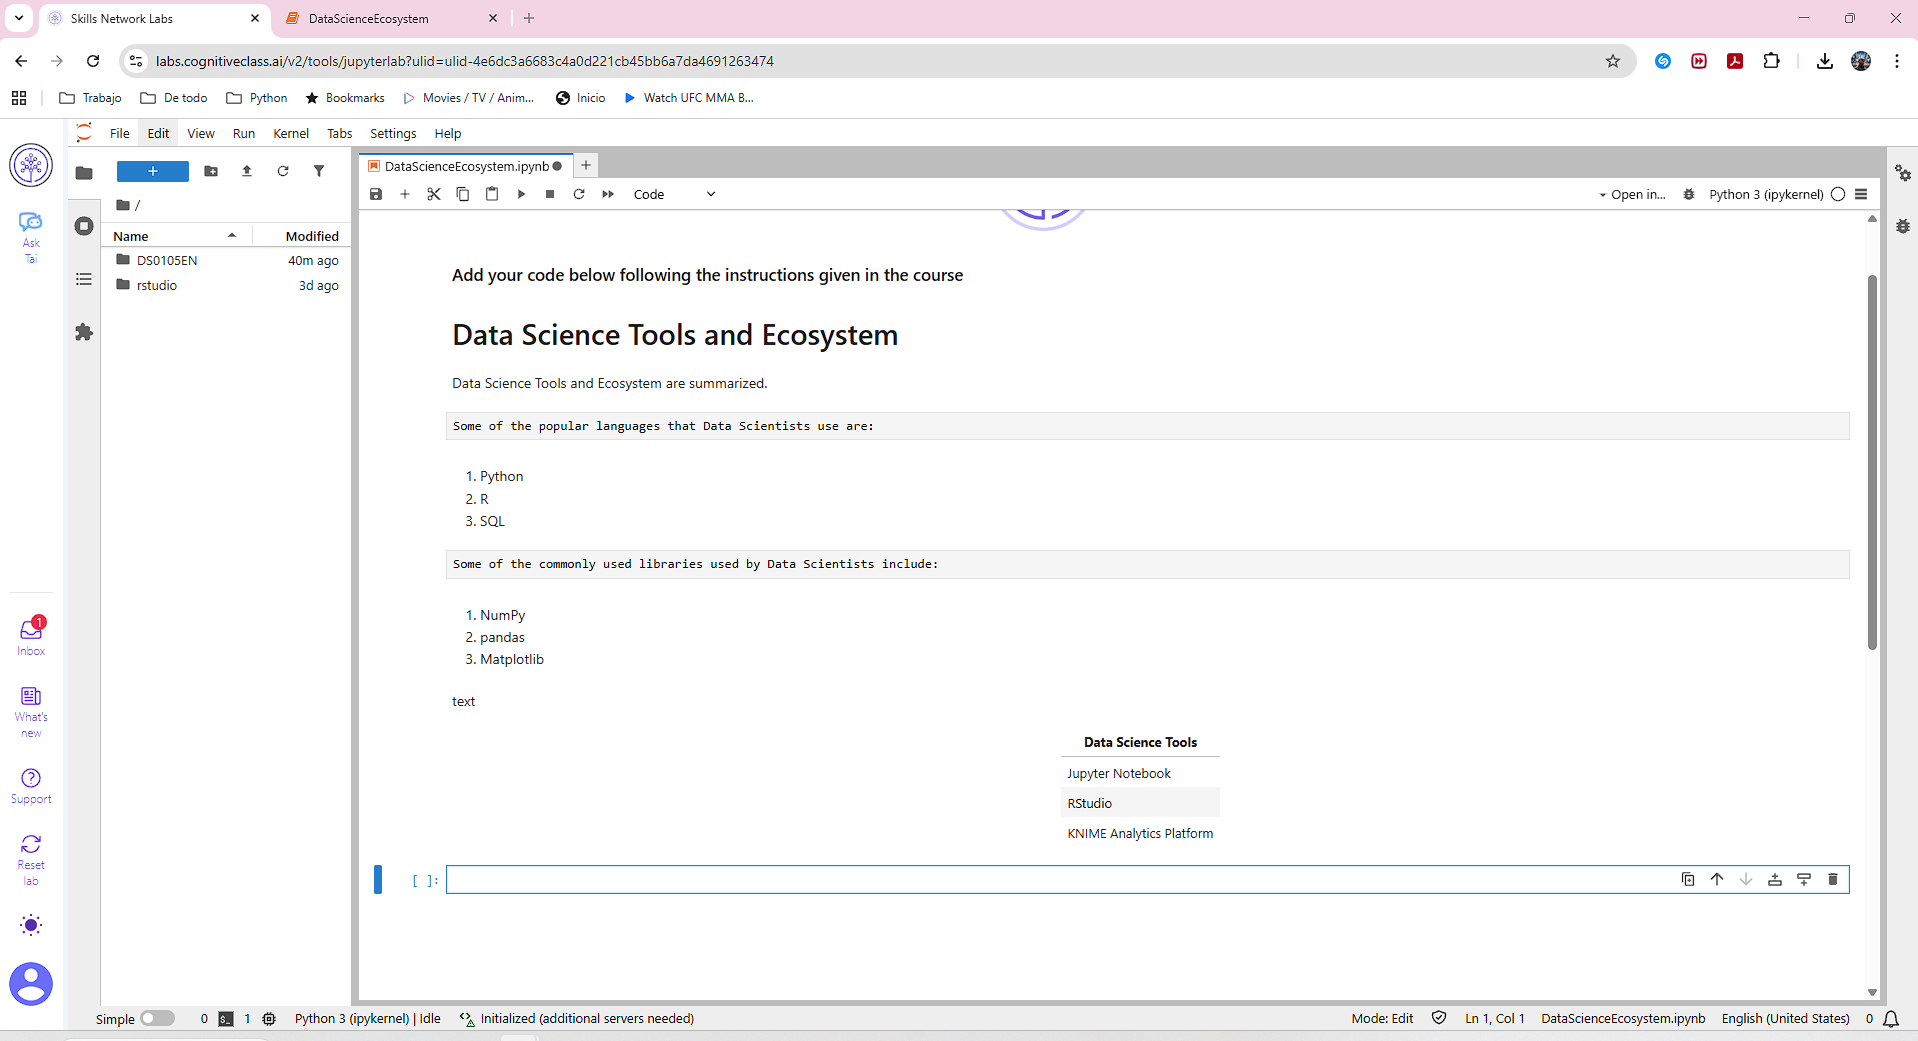 Skills Network Labs
DataScienceEcosystem
labs.cognitiveclass.ai/v2/tools/jupyterlab?ulid=ulid-4e6dc3a6683c4a0d221cb45bb6a7da4691263474
Trabajo De todo Python Bookmarks Movies / TV / Anim... Inicio Watch UFC MMA B...
File Edit View Run Kernel Tabs Settings Help
DataScienceEcosystem.ipynb
Code
Open in... Python 3 (ipykernel)
/
Name Modified
DS0105EN 40m ago
rstudio 3d ago
Ask
Tai
1
Inbox
What's
new
Support
Reset
lab
Add your code below following the instructions given in the course
Data Science Tools and Ecosystem
Data Science Tools and Ecosystem are summarized.
Some of the popular languages that Data Scientists use are:
1. Python
2. R
3. SQL
Some of the commonly used libraries used by Data Scientists include:
1. NumPy
2. pandas
3. Matplotlib
text
Data Science Tools
Jupyter Notebook
RStudio
KNIME Analytics Platform
[ ]:
Simple 0 $_ 1 Python 3 (ipykernel) | Idle Initialized (additional servers needed) Mode: Edit Ln 1, Col 1 DataScienceEcosystem.ipynb English (United States) 0